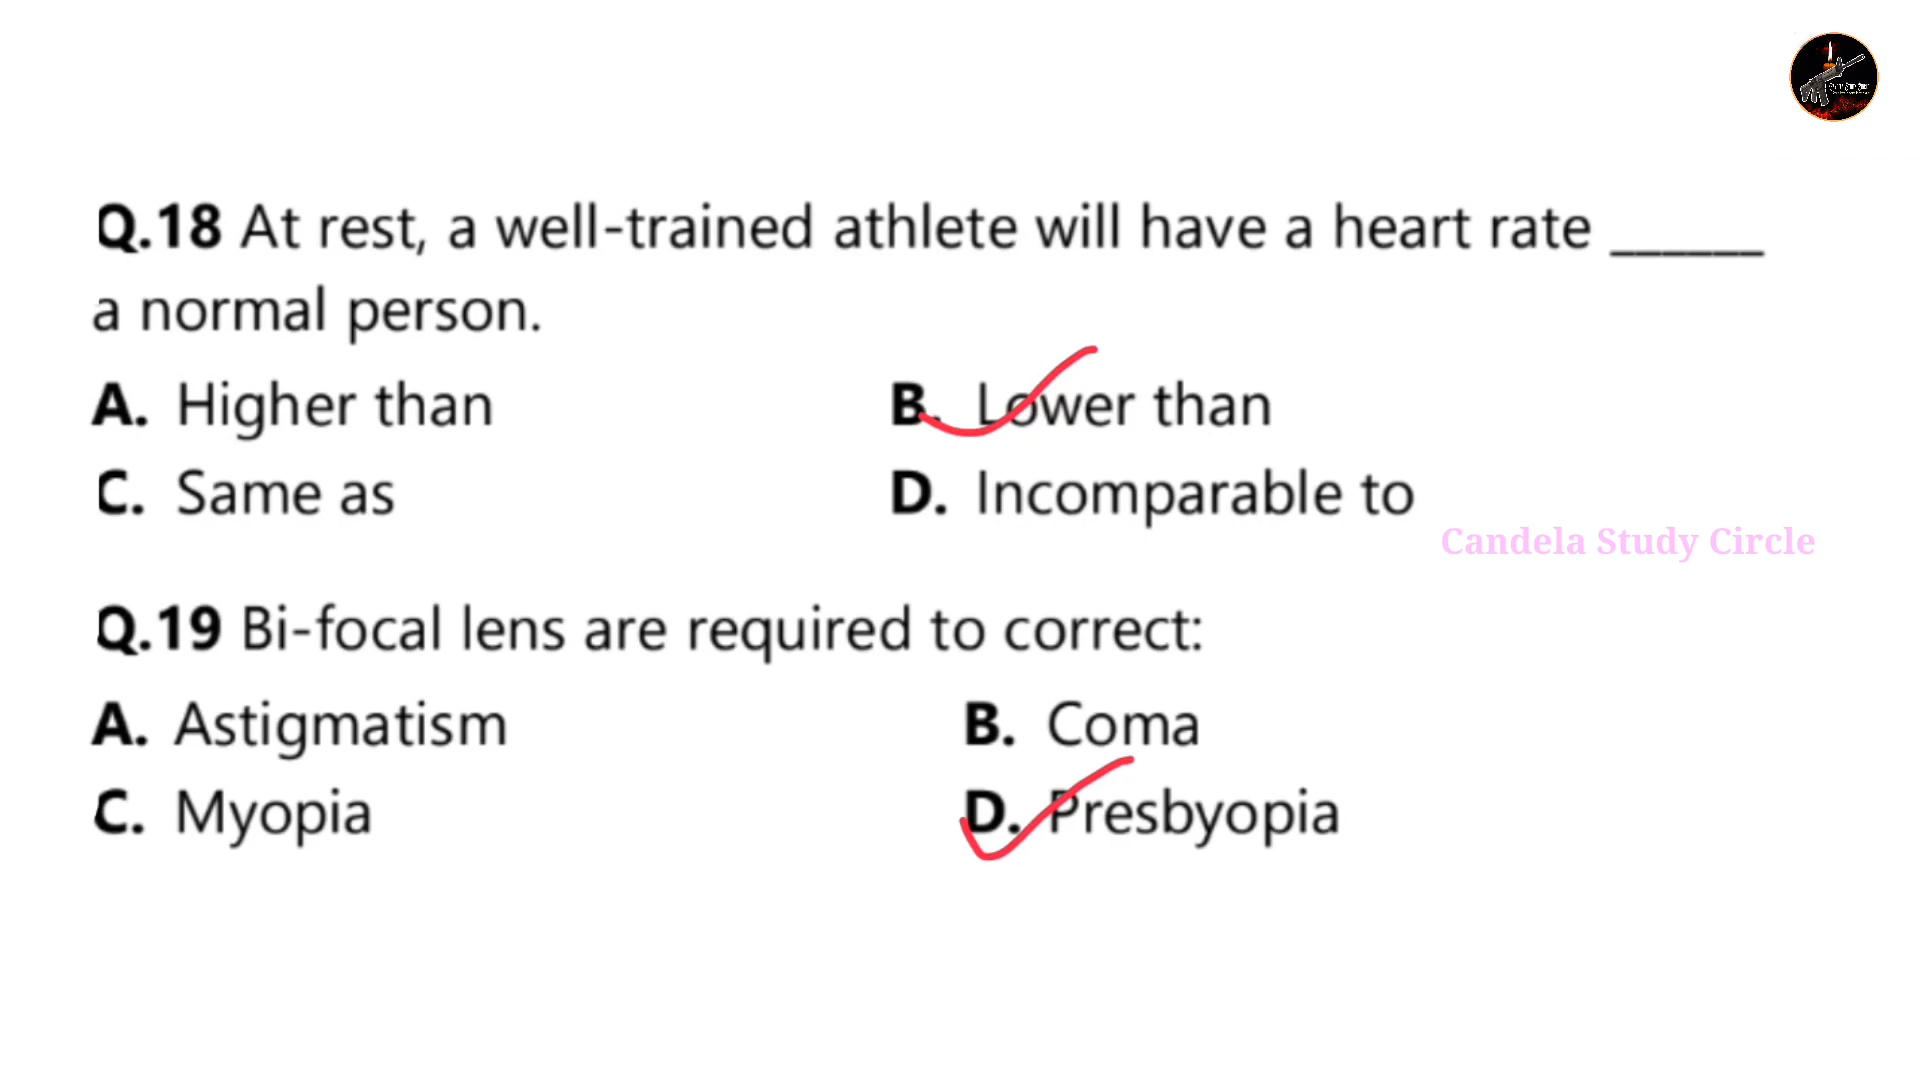 Q.18 At rest, a well-trained athlete will have a heart rate ______
a normal person.
A. Higher than B. Lower than
C. Same as D. Incomparable to
Candela Study Circle
Q.19 Bi-focal lens are required to correct:
A. Astigmatism B. Coma
C. Myopia D. Presbyopia